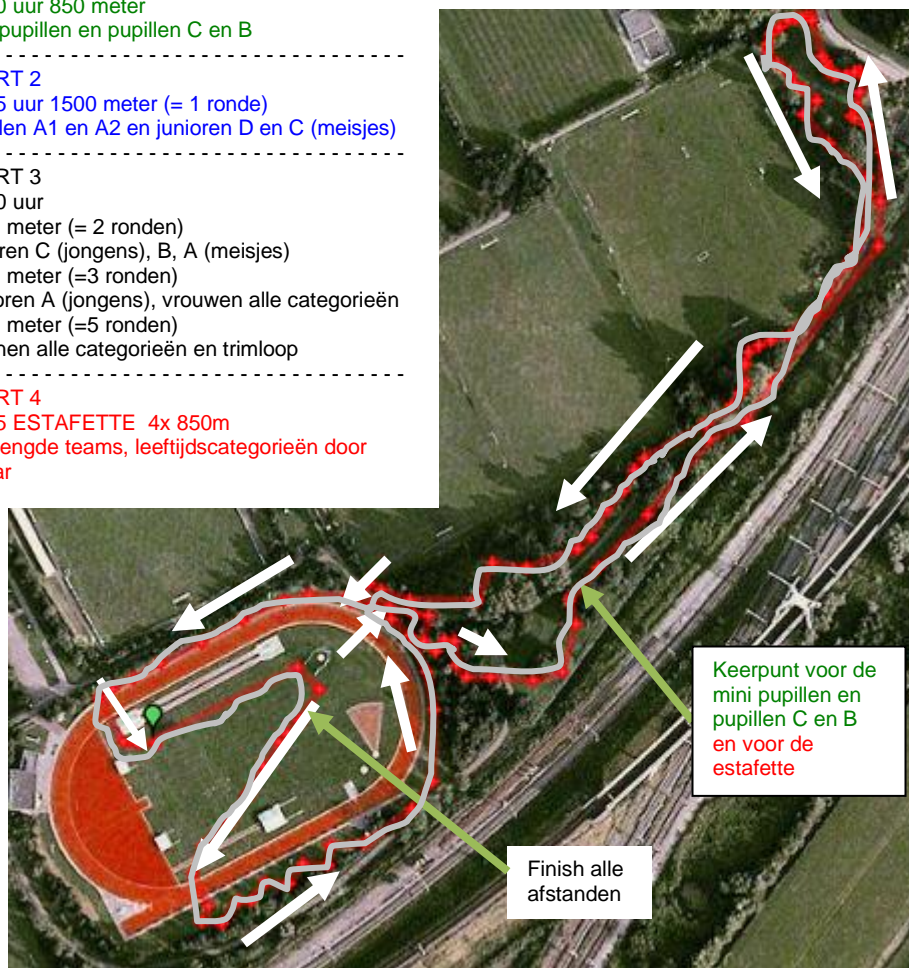 0 uur 850 meter
pupillen en pupillen C en B
- - - - - - - - - - - - - - - - - - - - - - - - - - - - - - - -
RT 2
5 uur 1500 meter (= 1 ronde)
len A1 en A2 en junioren D en C (meisjes)
- - - - - - - - - - - - - - - - - - - - - - - - - - - - - - - -
RT 3
0 uur
meter (= 2 ronden)
ren C (jongens), B, A (meisjes)
meter (=3 ronden)
oren A (jongens), vrouwen alle categorieën
meter (=5 ronden)
nen alle categorieën en trimloop
- - - - - - - - - - - - - - - - - - - - - - - - - - - - - - - -
RT 4
5 ESTAFETTE 4x 850m
engde teams, leeftijdscategorieën door
ar
Keerpunt voor de
mini pupillen en
pupillen C en B
en voor de
estafette
Finish alle
afstanden